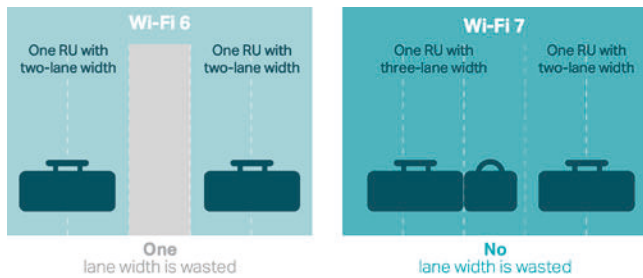 Wi-Fi 6
One RU with
two-lane width
One RU with
two-lane width
One
lane width is wasted
Wi-Fi 7
One RU with
three-lane width
One RU with
two-lane width
No
lane width is wasted